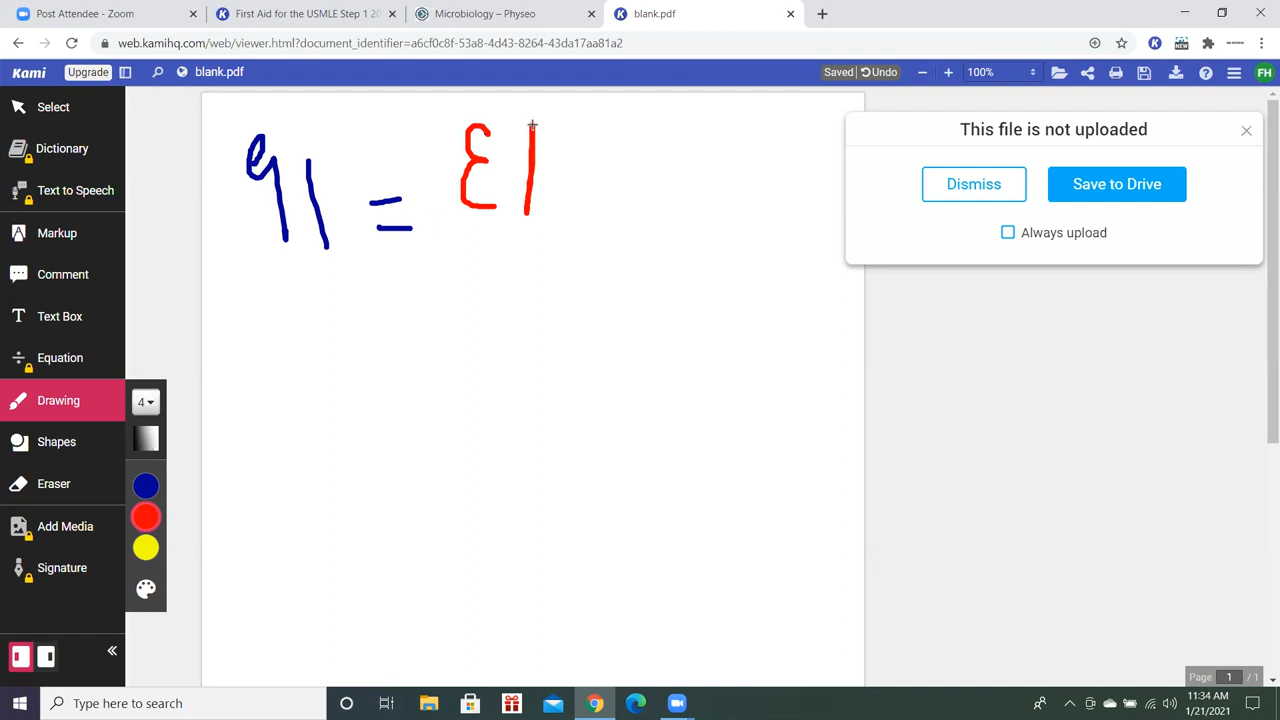 Post Attendee - Zoom
First Aid for the USMLE Step 1 20
Microbiology – Physeo
blank.pdf
web.kamihq.com/web/viewer.html?document_identifier=a6cf0c8f-53a8-4d43-8264-43da17aa81a2
FH
Kami
Upgrade
blank.pdf
Saved
Undo
100%
Select
Dictionary
Text to Speech
Markup
Comment
Text Box
Equation
Drawing
Shapes
Eraser
Add Media
Signature
4
91 = E1
This file is not uploaded
Dismiss
Save to Drive
Always upload
Page 1 / 1
Type here to search
11:34 AM
1/21/2021